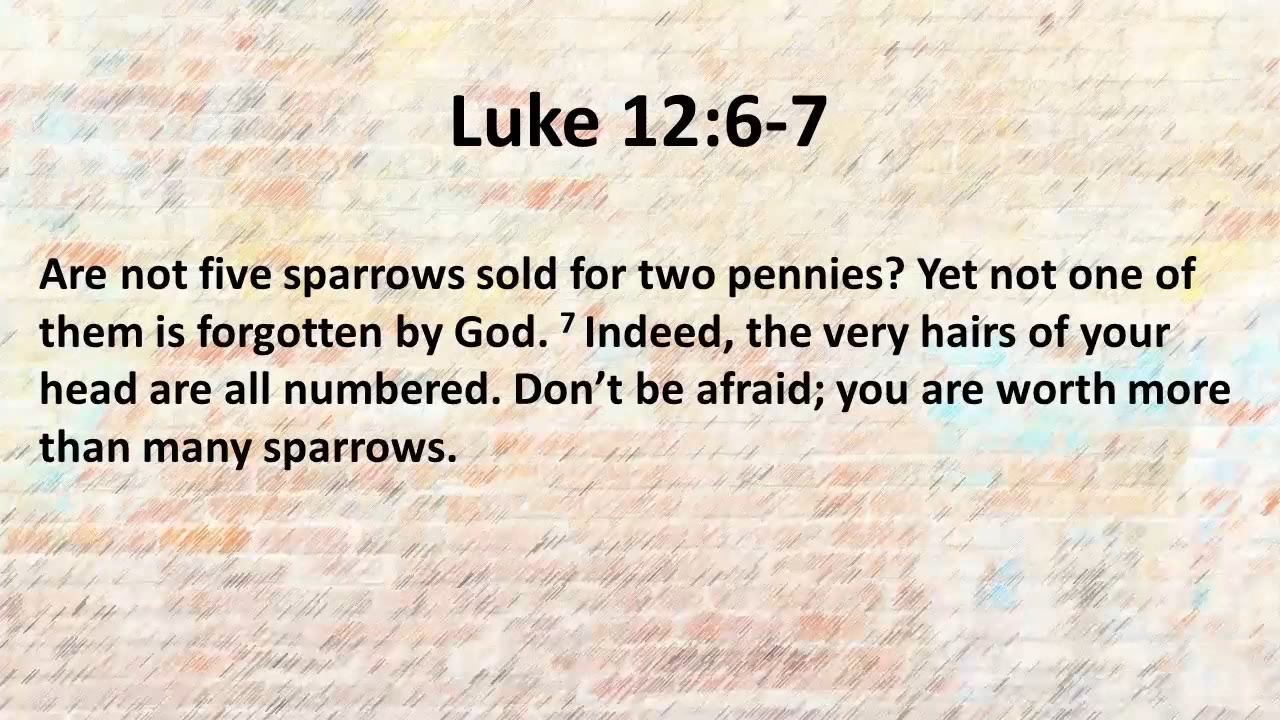 Luke 12:6-7
Are not five sparrows sold for two pennies? Yet not one of
them is forgotten by God. ⁷ Indeed, the very hairs of your
head are all numbered. Don’t be afraid; you are worth more
than many sparrows.